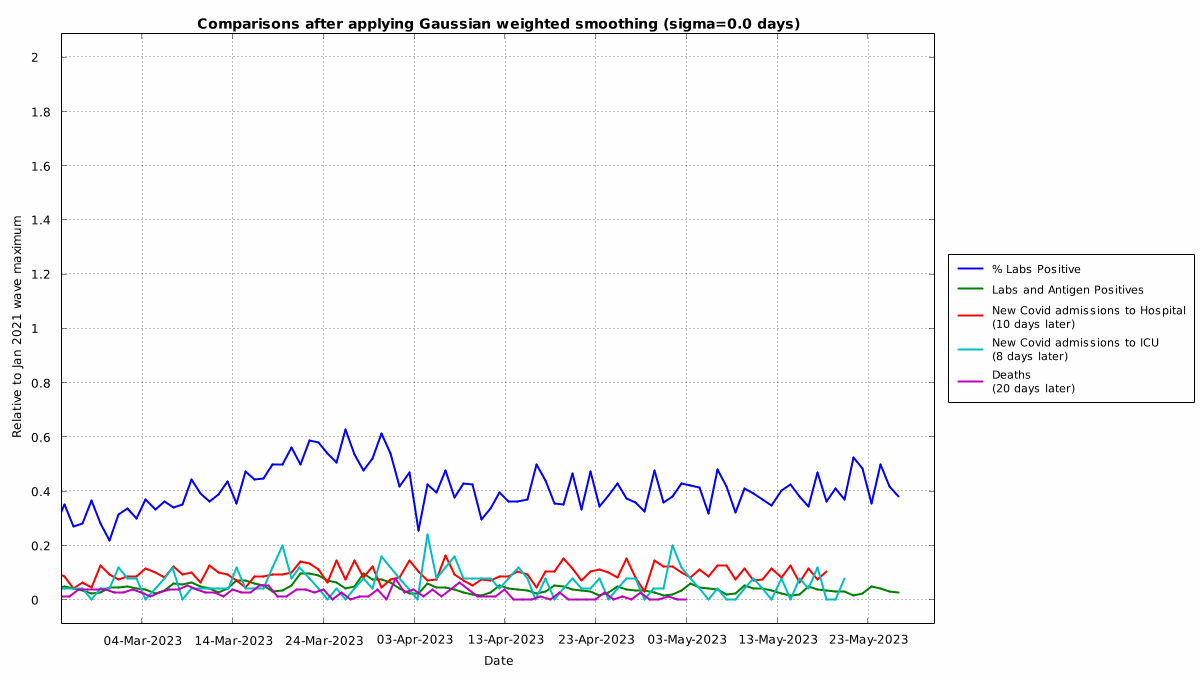 Comparisons after applying Gaussian weighted smoothing (sigma=0.0 days)
Relative to Jan 2021 wave maximum
2
1.8
1.6
1.4
1.2
1
0.8
0.6
0.4
0.2
0
04-Mar-2023 14-Mar-2023 24-Mar-2023 03-Apr-2023 13-Apr-2023 23-Apr-2023 03-May-2023 13-May-2023 23-May-2023
Date
% Labs Positive
Labs and Antigen Positives
New Covid admissions to Hospital
(10 days later)
New Covid admissions to ICU
(8 days later)
Deaths
(20 days later)